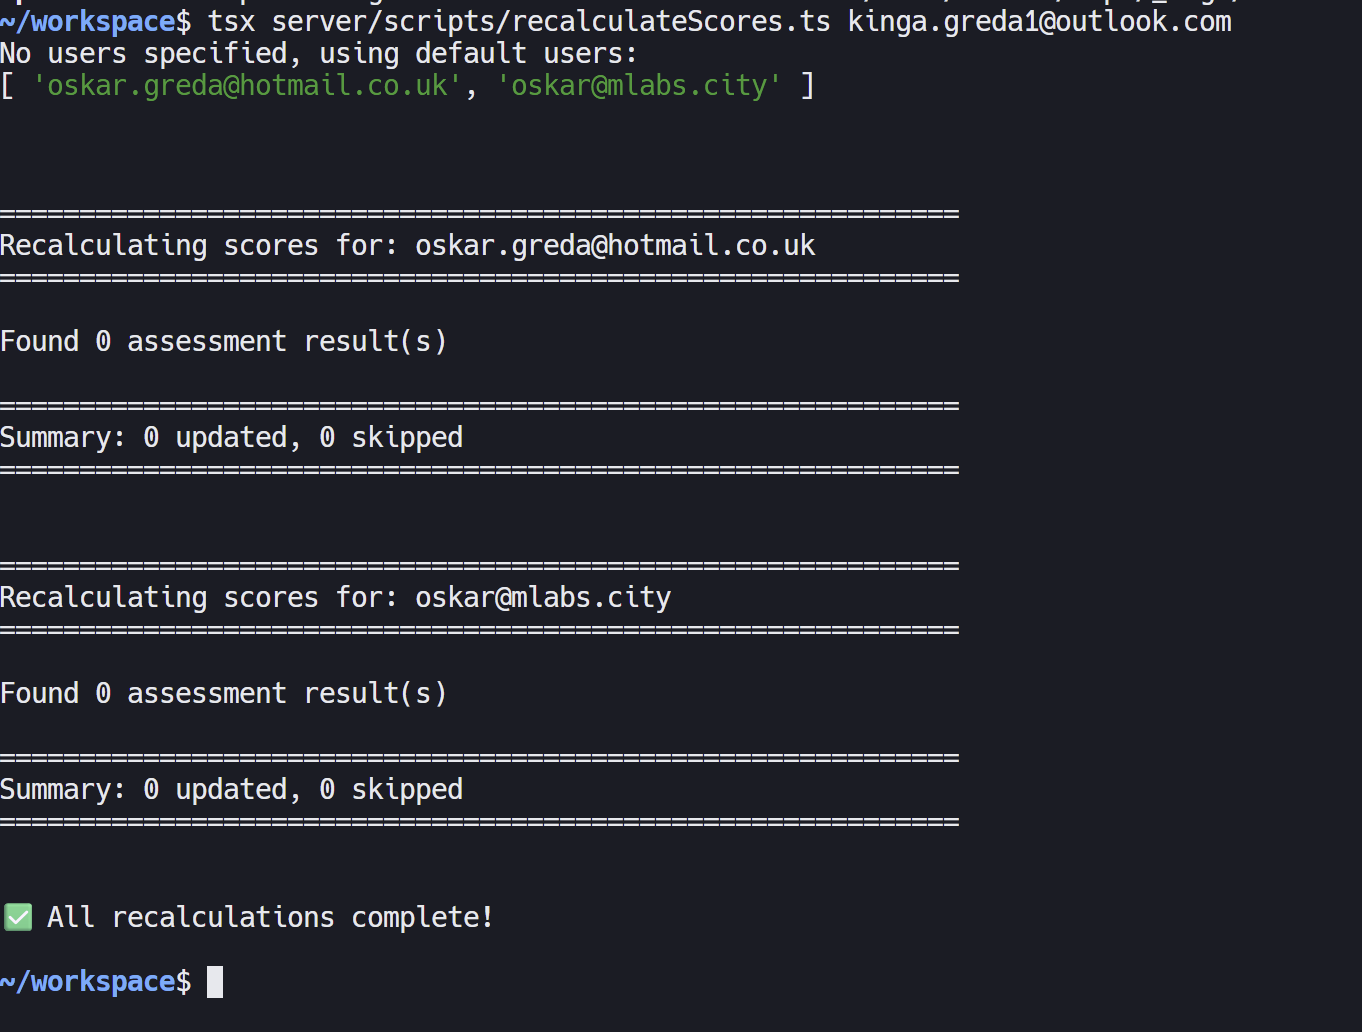 ~/workspace$ tsx server/scripts/recalculateScores.ts kinga.greda1@outlook.com
No users specified, using default users:
[ 'oskar.greda@hotmail.co.uk', 'oskar@mlabs.city' ]
============================================================
Recalculating scores for: oskar.greda@hotmail.co.uk
============================================================
Found 0 assessment result(s)
============================================================
Summary: 0 updated, 0 skipped
============================================================
============================================================
Recalculating scores for: oskar@mlabs.city
============================================================
Found 0 assessment result(s)
============================================================
Summary: 0 updated, 0 skipped
============================================================
✅ All recalculations complete!
~/workspace$